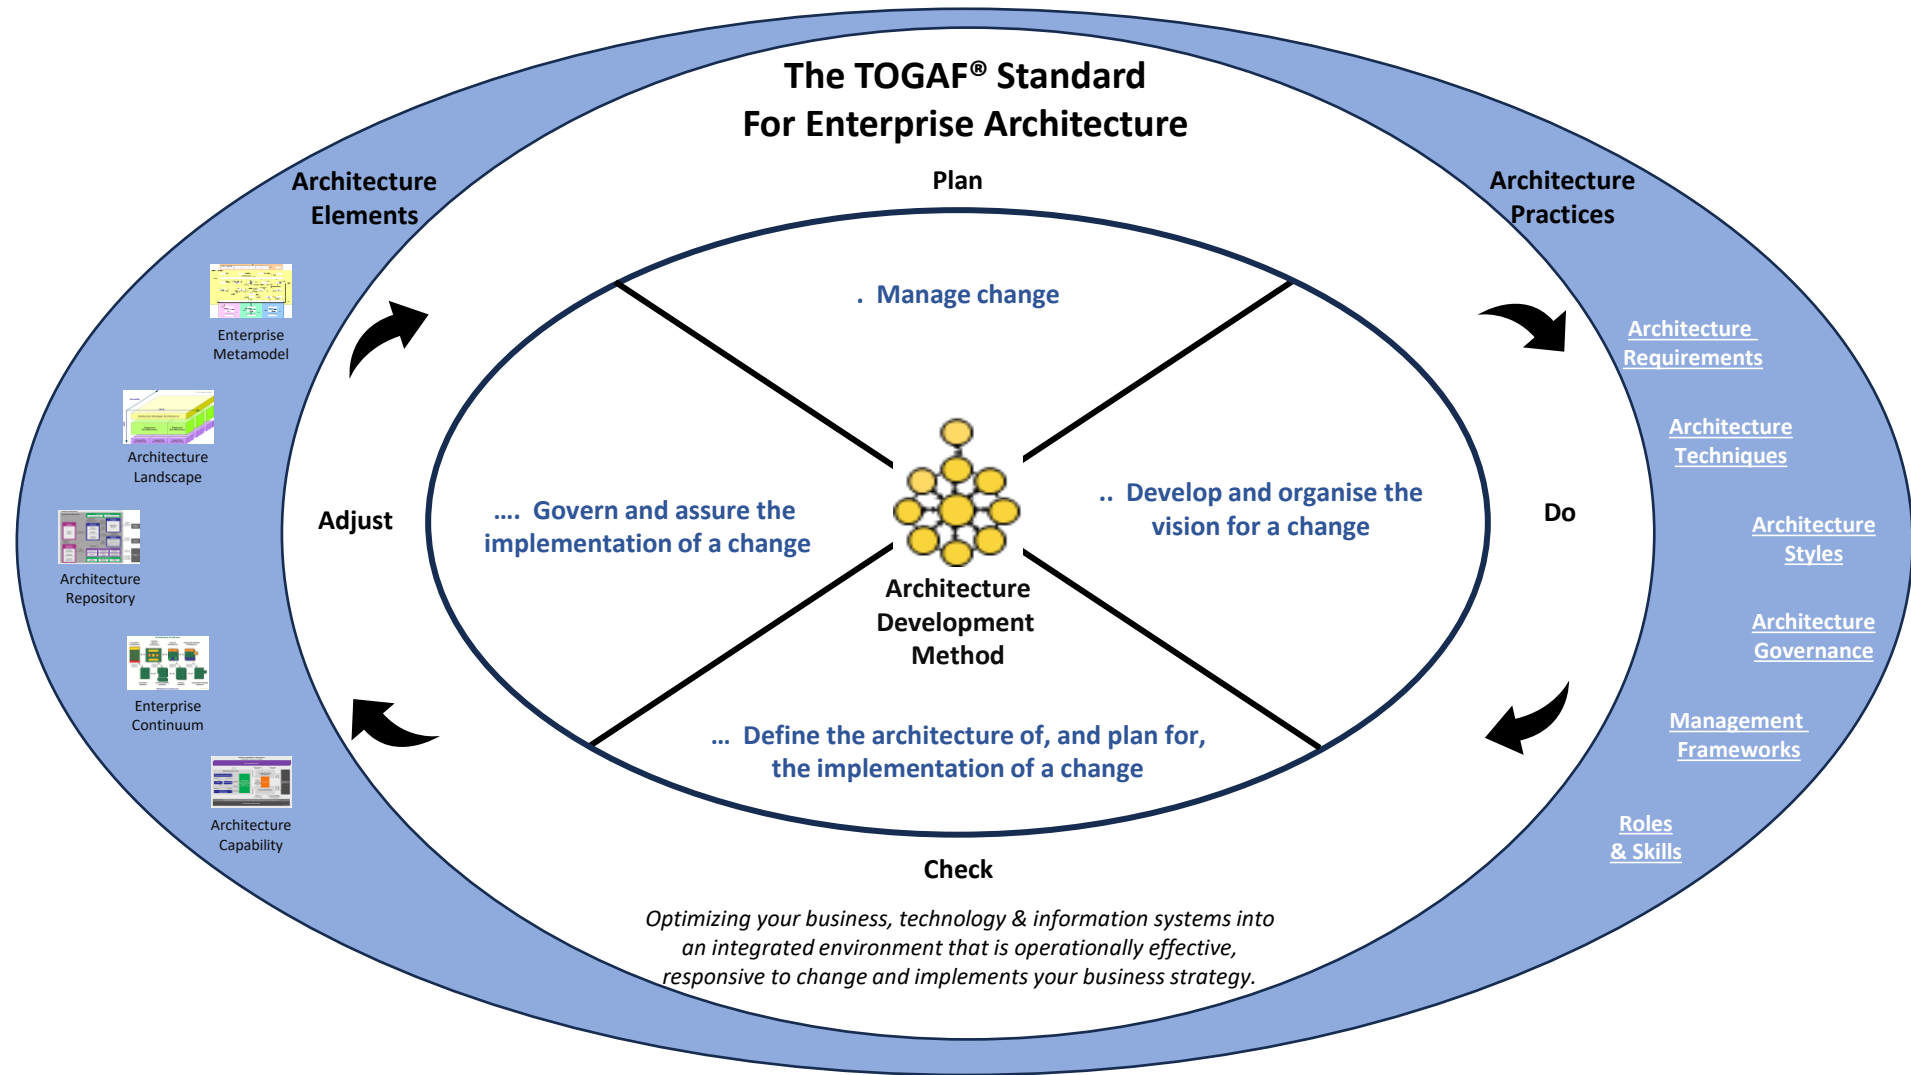 The TOGAF® Standard
For Enterprise Architecture
Plan
Architecture
Elements
Enterprise
Metamodel
Architecture
Landscape
Architecture
Repository
Enterprise
Continuum
Architecture
Capability
Adjust
. Manage change
.... Govern and assure the
implementation of a change
.. Develop and organise the
vision for a change
Architecture
Development
Method
... Define the architecture of, and plan for,
the implementation of a change
Do
Check
Optimizing your business, technology & information systems into
an integrated environment that is operationally effective,
responsive to change and implements your business strategy.
Architecture
Practices
Architecture
Requirements
Architecture
Techniques
Architecture
Styles
Architecture
Governance
Management
Frameworks
Roles
& Skills